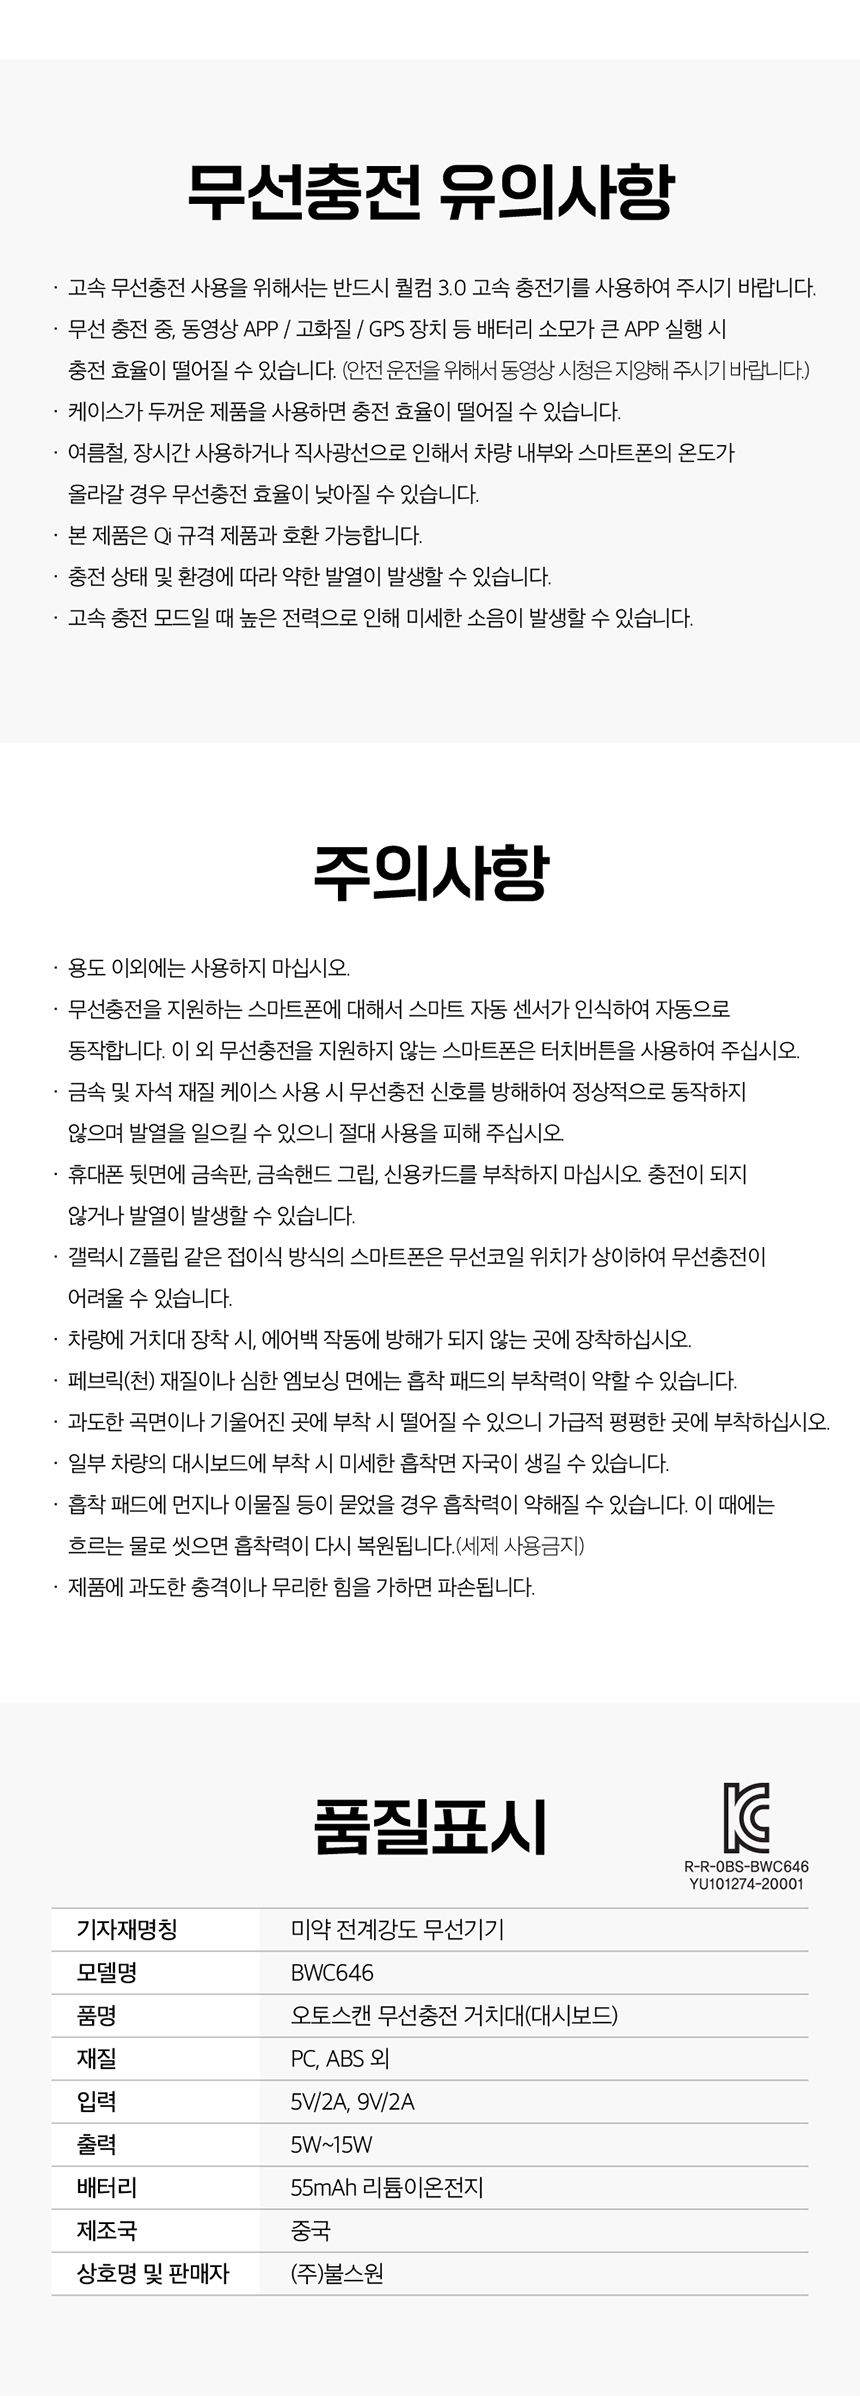 무선충전 유의사항
· 고속 무선충전 사용을 위해서는 반드시 퀄컴 3.0 고속 충전기를 사용하여 주시기 바랍니다.
· 무선 충전 중, 동영상 APP / 고화질 / GPS 장치 등 배터리 소모가 큰 APP 실행 시
충전 효율이 떨어질 수 있습니다. (안전 운전을 위해서 동영상 시청은 지양해 주시기 바랍니다.)
· 케이스가 두꺼운 제품을 사용하면 충전 효율이 떨어질 수 있습니다.
· 여름철, 장시간 사용하거나 직사광선으로 인해서 차량 내부와 스마트폰의 온도가
올라갈 경우 무선충전 효율이 낮아질 수 있습니다.
· 본 제품은 Qi 규격 제품과 호환 가능합니다.
· 충전 상태 및 환경에 따라 약한 발열이 발생할 수 있습니다.
· 고속 충전 모드일 때 높은 전력으로 인해 미세한 소음이 발생할 수 있습니다.
주의사항
· 용도 이외에는 사용하지 마십시오.
· 무선충전을 지원하는 스마트폰에 대해서 스마트 자동 센서가 인식하여 자동으로
동작합니다. 이 외 무선충전을 지원하지 않는 스마트폰은 터치버튼을 사용하여 주십시오.
· 금속 및 자석 재질 케이스 사용 시 무선충전 신호를 방해하여 정상적으로 동작하지
않으며 발열을 일으킬 수 있으니 절대 사용을 피해 주십시오.
· 휴대폰 뒷면에 금속판, 금속핸드 그립, 신용카드를 부착하지 마십시오. 충전이 되지
않거나 발열이 발생할 수 있습니다.
· 갤럭시 Z플립 같은 접이식 방식의 스마트폰은 무선코일 위치가 상이하여 무선충전이
어려울 수 있습니다.
· 차량에 거치대 장착 시, 에어백 작동에 방해가 되지 않는 곳에 장착하십시오.
· 페브릭(천) 재질이나 심한 엠보싱 면에는 흡착 패드의 부착력이 약할 수 있습니다.
· 과도한 곡면이나 기울어진 곳에 부착 시 떨어질 수 있으니 가급적 평평한 곳에 부착하십시오.
· 일부 차량의 대시보드에 부착 시 미세한 흡착면 자국이 생길 수 있습니다.
· 흡착 패드에 먼지나 이물질 등이 묻었을 경우 흡착력이 약해질 수 있습니다. 이 때에는
흐르는 물로 씻으면 흡착력이 다시 복원됩니다.(세제 사용금지)
· 제품에 과도한 충격이나 무리한 힘을 가하면 파손됩니다.
품질표시
R-R-0BS-BWC646
YU101274-20001
기자재명칭 미약 전계강도 무선기기
모델명 BWC646
품명 오토스캔 무선충전 거치대(대시보드)
재질 PC, ABS 외
입력 5V/2A, 9V/2A
출력 5W~15W
배터리 55mAh 리튬이온전지
제조국 중국
상호명 및 판매자 (주)불스원